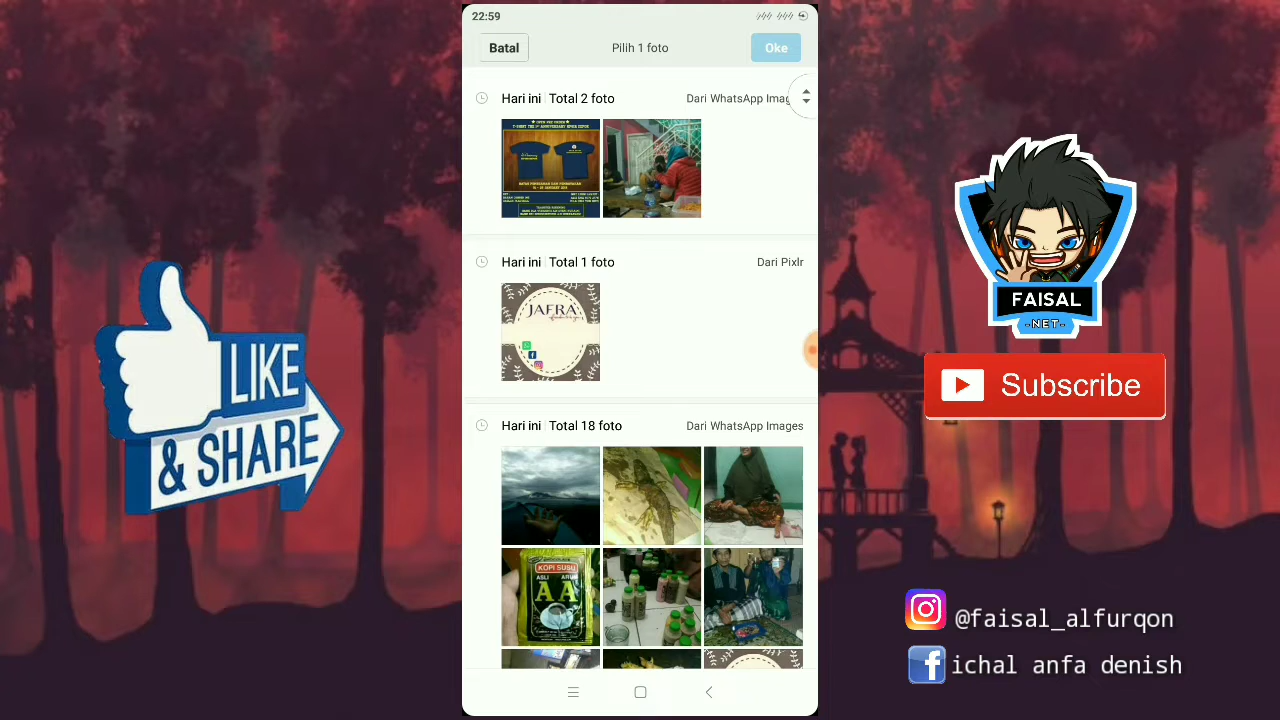 22:59
Batal
Pilih 1 foto
Oke
Hari ini Total 2 foto
Dari WhatsApp Imag
Hari ini Total 1 foto
Dari Pixlr
JAFRA
Hari ini Total 18 foto
Dari WhatsApp Images
KOPI SUSU
ASLI
AA
LIKE
& SHARE
FAISAL
-NET-
Subscribe
@faisal_alfurqon
ichal anfa denish